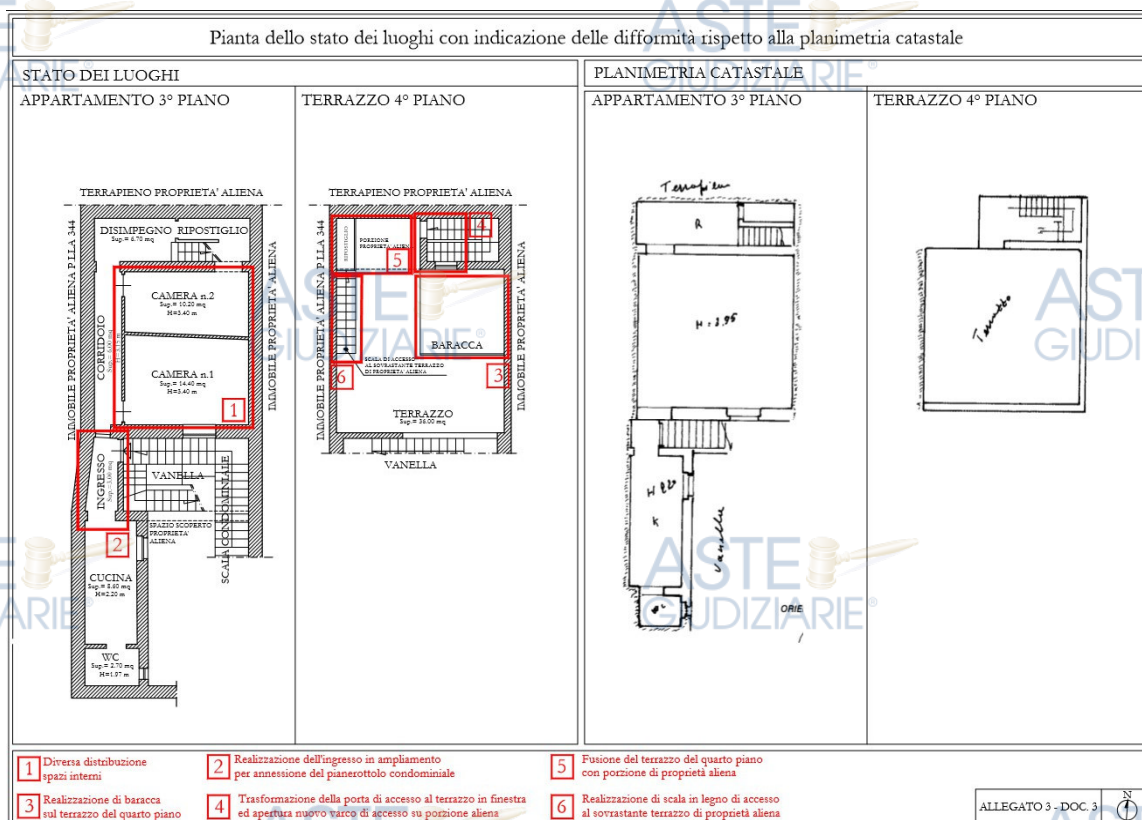 Pianta dello stato dei luoghi con indicazione delle difformità rispetto alla planimetria catastale
STATO DEI LUOGHI
APPARTAMENTO 3° PIANO
TERRAZZO 4° PIANO
TERRAPIENO PROPRIETA' ALIENA
IMMOBILE PROPRIETA' ALIENA P.LLA 344
IMMOBILE PROPRIETA' ALIENA
DISIMPEGNO RIPOSTIGLIO
Sup.= 6.70 mq
CAMERA n.2
Sup.= 10.20 mq
H=3.40 m
CORRIDOIO
CAMERA n.1
Sup.= 14.40 mq
H=3.40 m
1
INGRESSO
Sup.= 3.00 mq
VANELLA
SCALA CONDOMINIALE
SPAZIO SCOPERTO
PROPRIETA'
ALIENA
2
CUCINA
Sup.= 8.60 mq
H=2.20 m
WC
Sup.= 2.70 mq
H=1.97 m
TERRAPIENO PROPRIETA' ALIENA
IMMOBILE PROPRIETA' ALIENA P.LLA 344
IMMOBILE PROPRIETA' ALIENA
RIPOSTIGLIO
PORZIONE
PROPRIETA' ALIENA
4
5
BARACCA
SCALA DI ACCESSO
AL SOVRASTANTE TERRAZZO
DI PROPRIETA' ALIENA
6
3
TERRAZZO
Sup.= 36.00 mq
VANELLA
PLANIMETRIA CATASTALE
APPARTAMENTO 3° PIANO
TERRAZZO 4° PIANO
Terrapieno
R
H = 3,95
H 2,20
K
Vanella
ORIE
Terrazzo
1 Diversa distribuzione
spazi interni
2 Realizzazione dell'ingresso in ampliamento
per annessione del pianerottolo condominiale
5 Fusione del terrazzo del quarto piano
con porzione di proprietà aliena
3 Realizzazione di baracca
sul terrazzo del quarto piano
4 Trasformazione della porta di accesso al terrazzo in finestra
ed apertura nuovo varco di accesso su porzione aliena
6 Realizzazione di scala in legno di accesso
al sovrastante terrazzo di proprietà aliena
ALLEGATO 3 - DOC. 3
N
ASTE
GIUDIZIARIE®